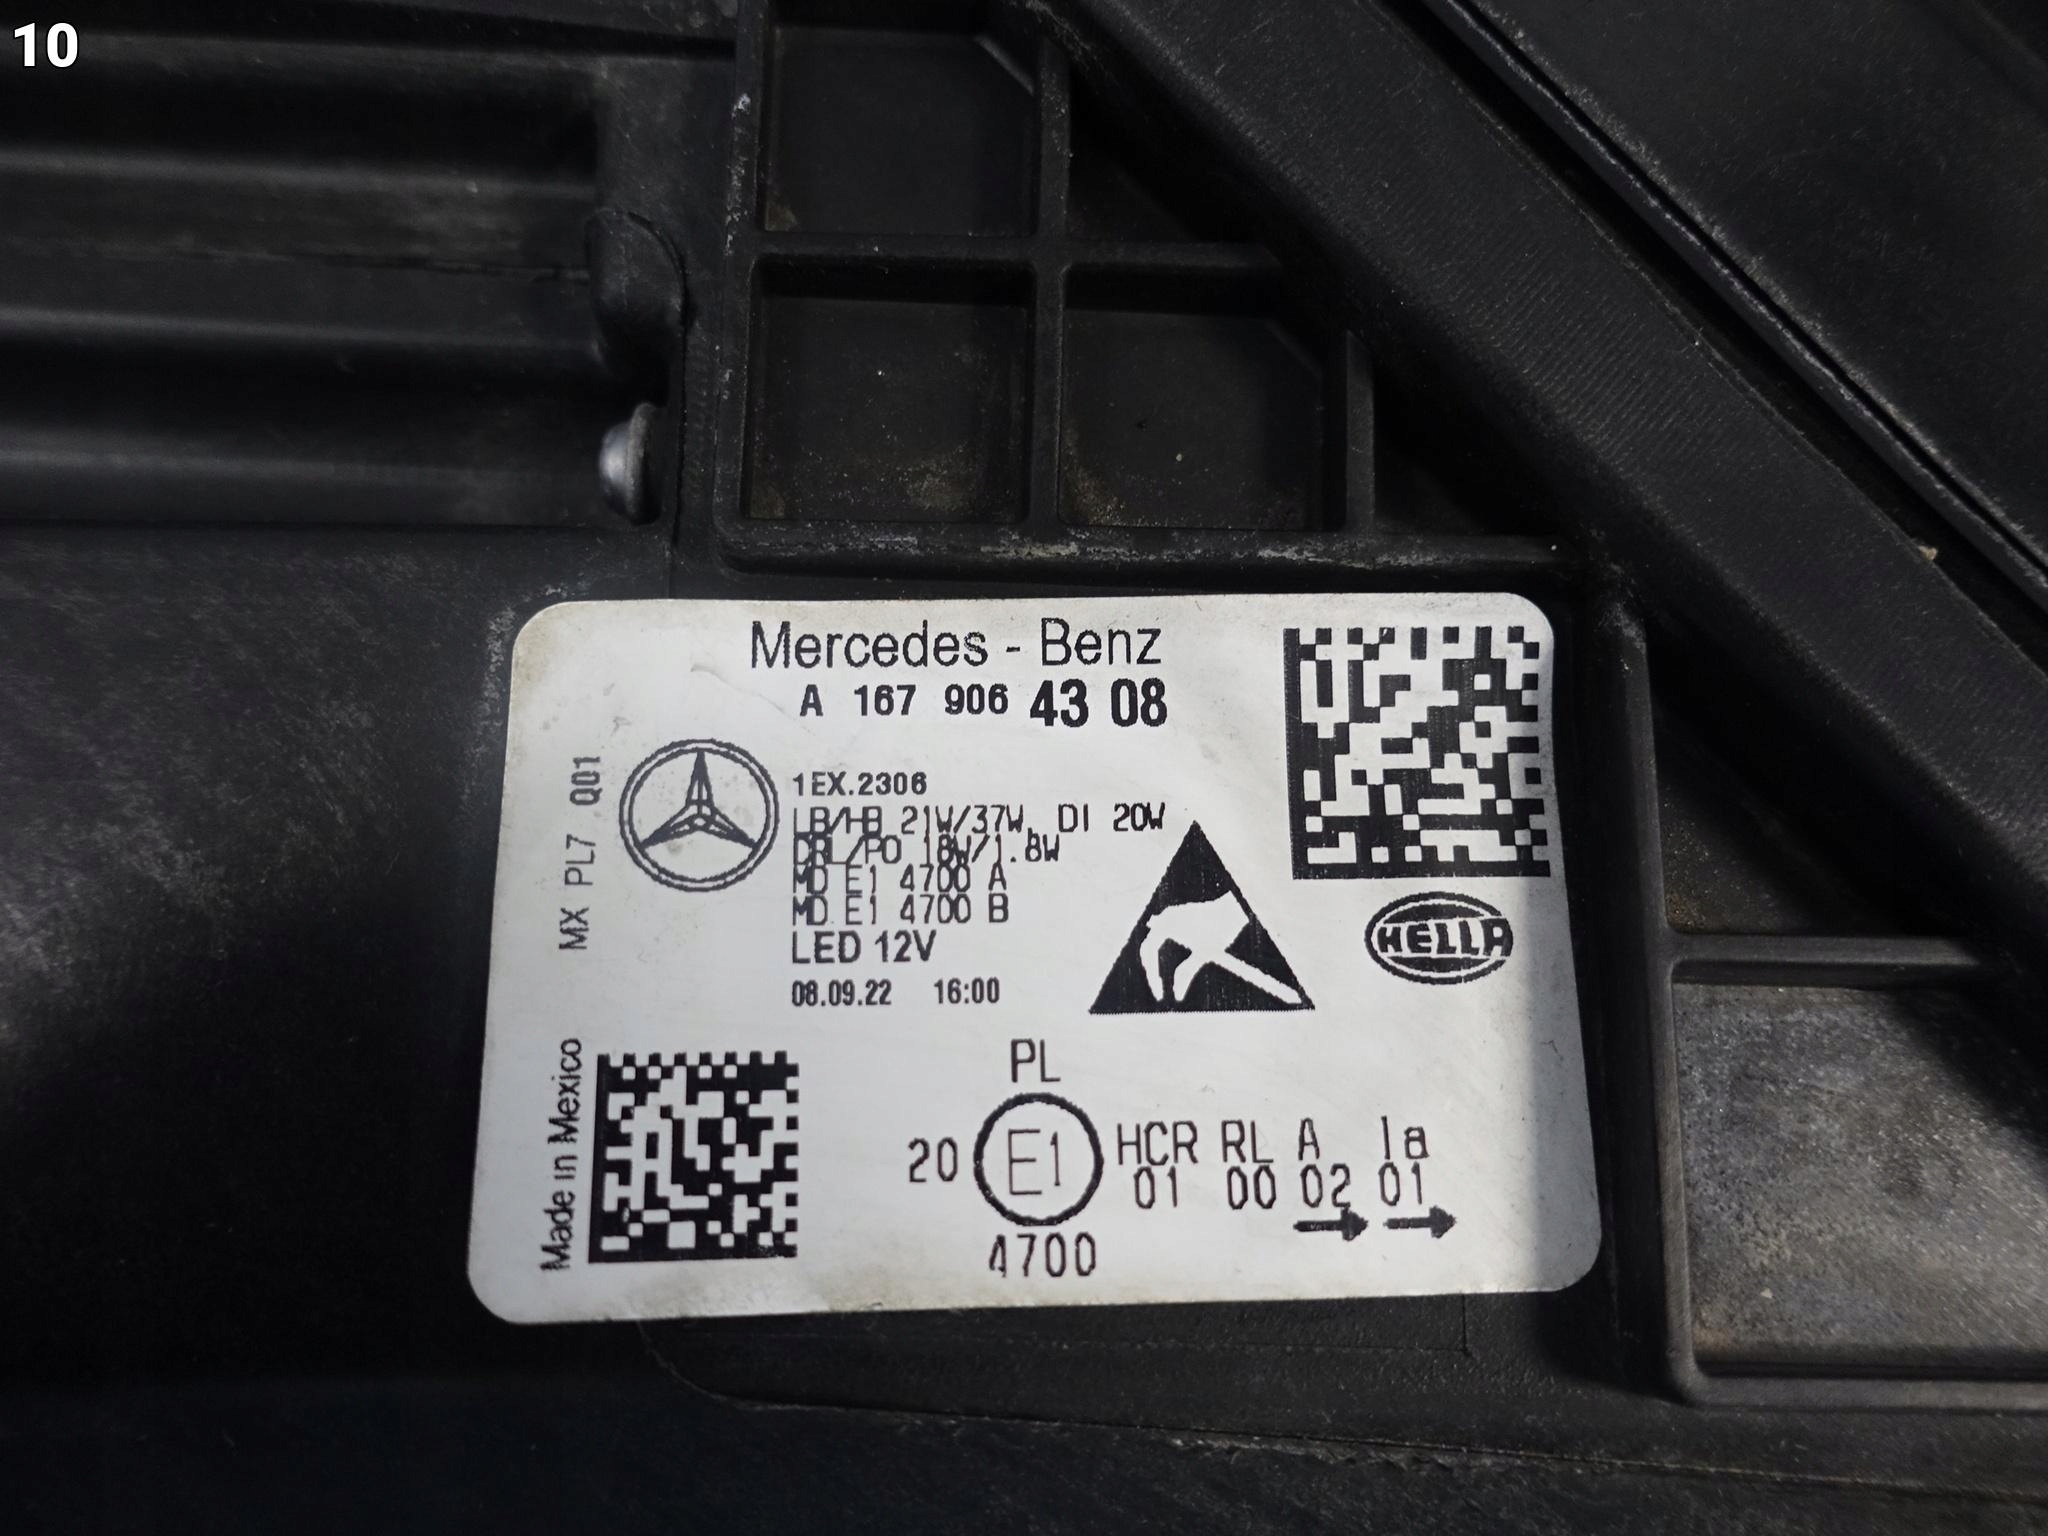 10
Mercedes - Benz
A 167 906 43 08
MX PL7 Q01
1EX.2306
LB/HB 21W/37W, DI 20W
DRL/PO 18W/1.8W
MD E1 4700 A
MD E1 4700 B
LED 12V
08.09.22 16:00
HELLA
Made in Mexico
PL
20 E1 HCR RL A Ia
01 00 02 01
4700